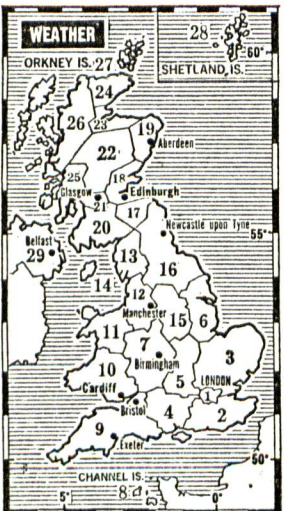 WEATHER
28
60°
ORKNEY IS. 27
SHETLAND, IS.
24
26
23
19
Aberdeen
22
25
18
Glasgow
Edinburgh
21
17
20
Newcastle upon Tyne
55°
Belfast
29
13
16
14
12
Manchester
15
6
11
7
3
Birmingham
10
5
LONDON
Cardiff
1
Bristol
4
2
9
Exeter
50°
CHANNEL IS.
5°
8
0°